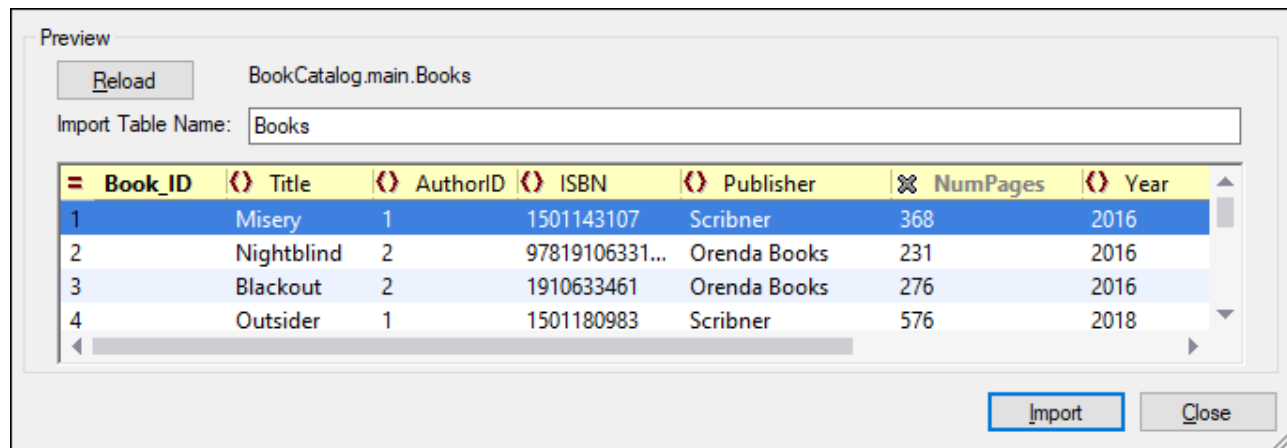 Preview
Reload BookCatalog.main.Books
Import Table Name: Books
= Book_ID <> Title <> AuthorID <> ISBN <> Publisher NumPages <> Year
1 Misery 1 1501143107 Scribner 368 2016
2 Nightblind 2 97819106331... Orenda Books 231 2016
3 Blackout 2 1910633461 Orenda Books 276 2016
4 Outsider 1 1501180983 Scribner 576 2018
Import Close